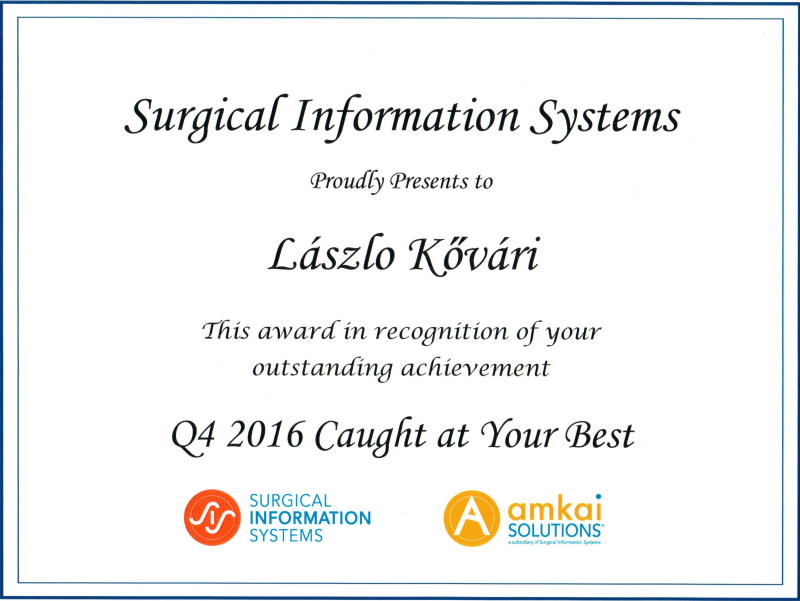 Surgical Information Systems
Proudly Presents to
Lászlo Kővári
This award in recognition of your
outstanding achievement
Q4 2016 Caught at Your Best
SURGICAL
INFORMATION
SYSTEMS
A
amkai
SOLUTIONS™
a subsidiary of Surgical Information Systems
SIS